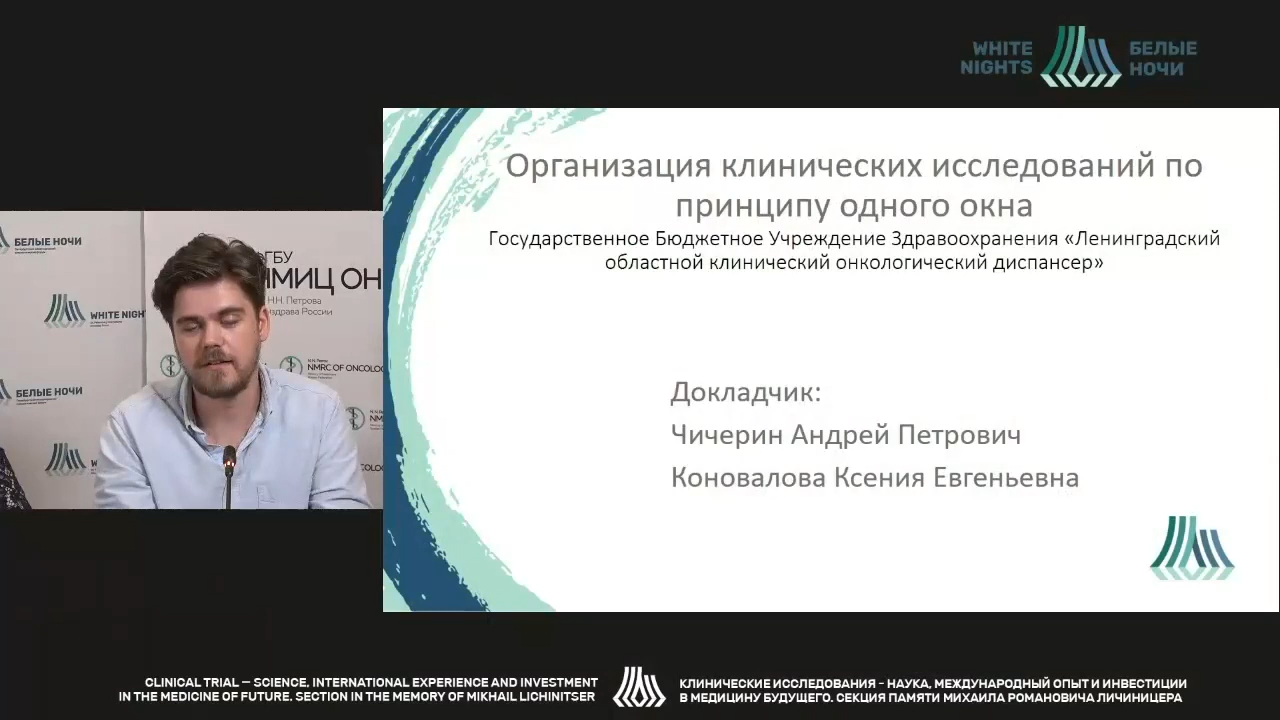 WHITE
NIGHTS
БЕЛЫЕ
НОЧИ
Организация клинических исследований по
принципу одного окна
Государственное Бюджетное Учреждение Здравоохранения «Ленинградский
областной клинический онкологический диспансер»
Докладчик:
Чичерин Андрей Петрович
Коновалова Ксения Евгеньевна
БЕЛЫЕ НОЧИ
WHITE NIGHT
БЕЛЫЕ НОЧИ
ФГБУ
НМИЦ ОН
Н.Н. Петрова
здрава России
NMRC OF ONCOLO
CLINICAL TRIAL – SCIENCE, INTERNATIONAL EXPERIENCE AND INVESTMENT
IN THE MEDICINE OF FUTURE. SECTION IN THE MEMORY OF MIKHAIL LICHINITSER
КЛИНИЧЕСКИЕ ИССЛЕДОВАНИЯ - НАУКА, МЕЖДУНАРОДНЫЙ ОПЫТ И ИНВЕСТИЦИИ
В МЕДИЦИНУ БУДУЩЕГО. СЕКЦИЯ ПАМЯТИ МИХАИЛА РОМАНОВИЧА ЛИЧИНИЦЕРА